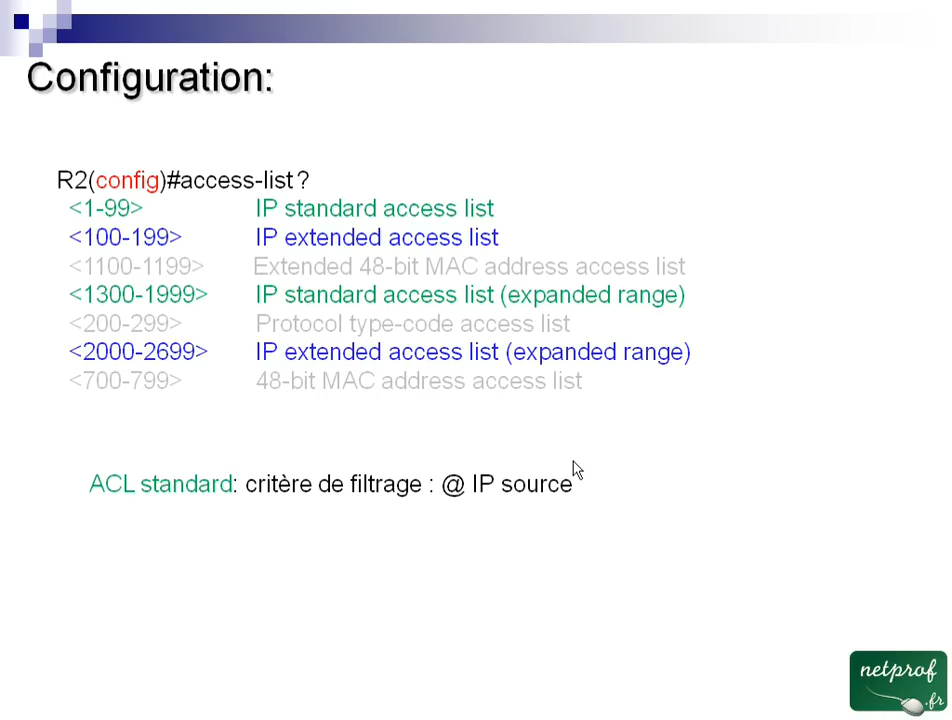 Configuration:
R2(config)#access-list ?
<1-99> IP standard access list
<100-199> IP extended access list
<1100-1199> Extended 48-bit MAC address access list
<1300-1999> IP standard access list (expanded range)
<200-299> Protocol type-code access list
<2000-2699> IP extended access list (expanded range)
<700-799> 48-bit MAC address access list
ACL standard: critère de filtrage : @ IP source
netprof
.fr